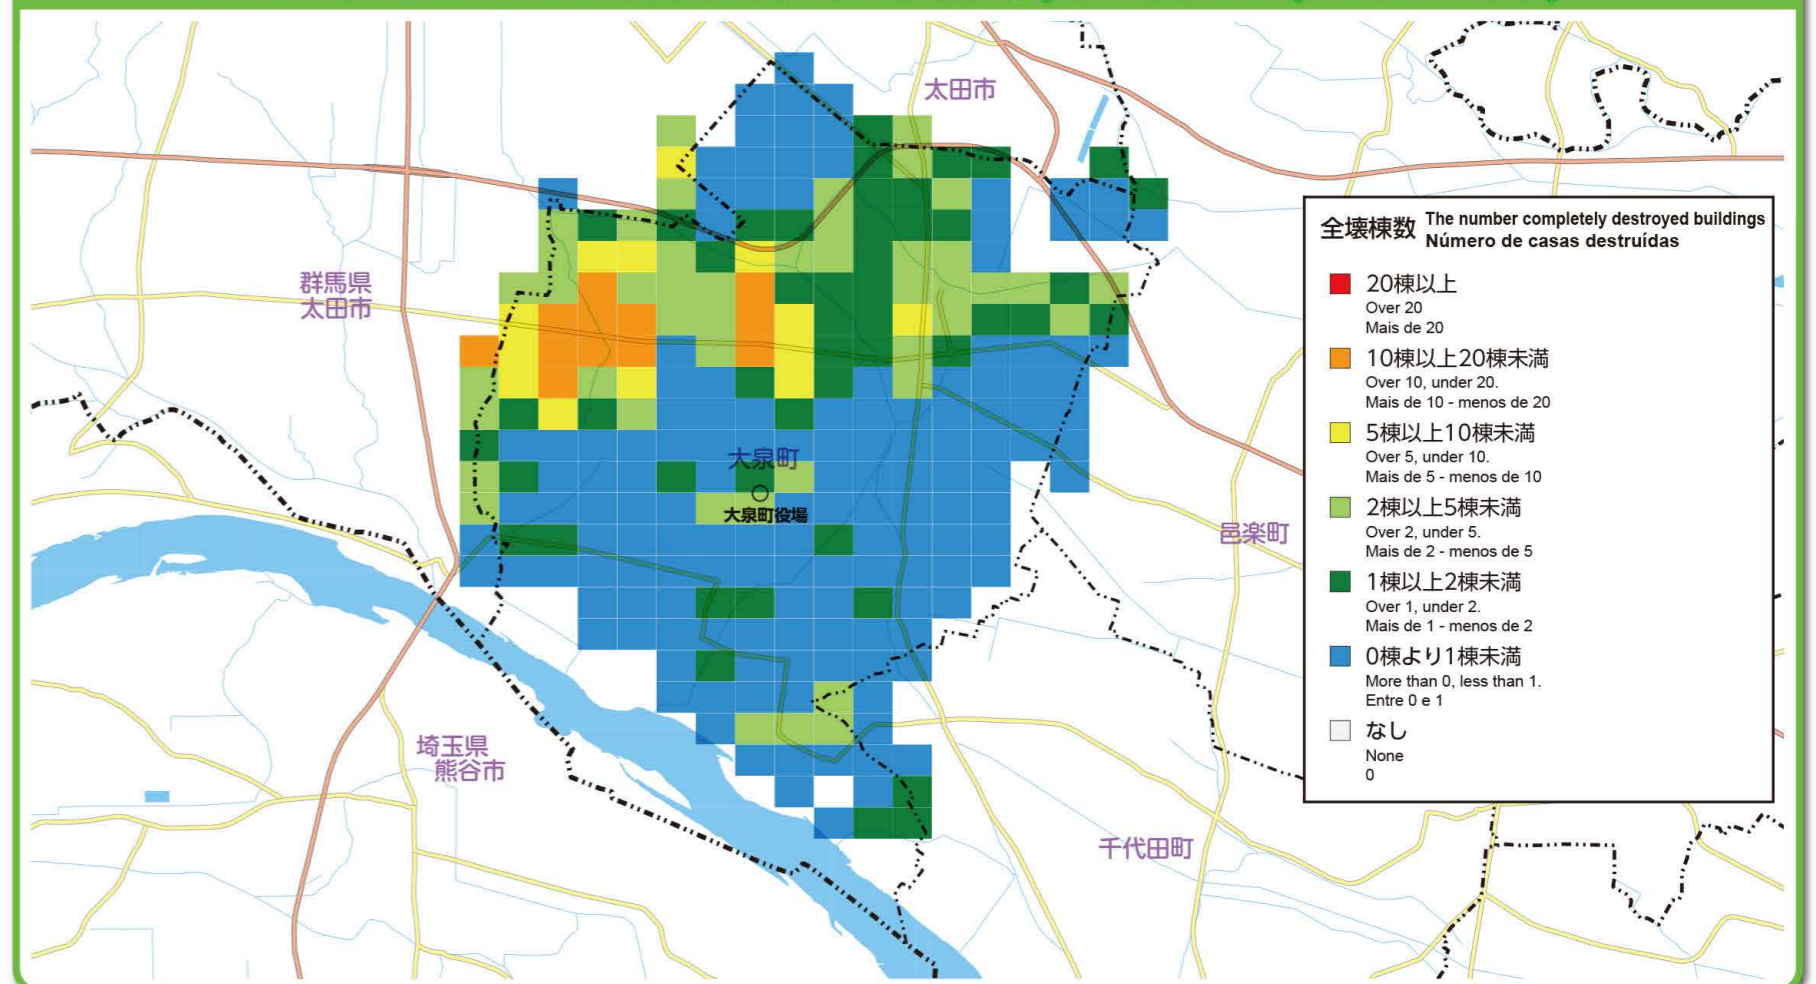 太田市
群馬県
太田市
大泉町
大泉町役場
邑楽町
埼玉県
熊谷市
千代田町
全壊棟数 The number completely destroyed buildings
Número de casas destruídas
20棟以上
Over 20
Mais de 20
10棟以上20棟未満
Over 10, under 20.
Mais de 10 - menos de 20
5棟以上10棟未満
Over 5, under 10.
Mais de 5 - menos de 10
2棟以上5棟未満
Over 2, under 5.
Mais de 2 - menos de 5
1棟以上2棟未満
Over 1, under 2.
Mais de 1 - menos de 2
0棟より1棟未満
More than 0, less than 1.
Entre 0 e 1
なし
None
0